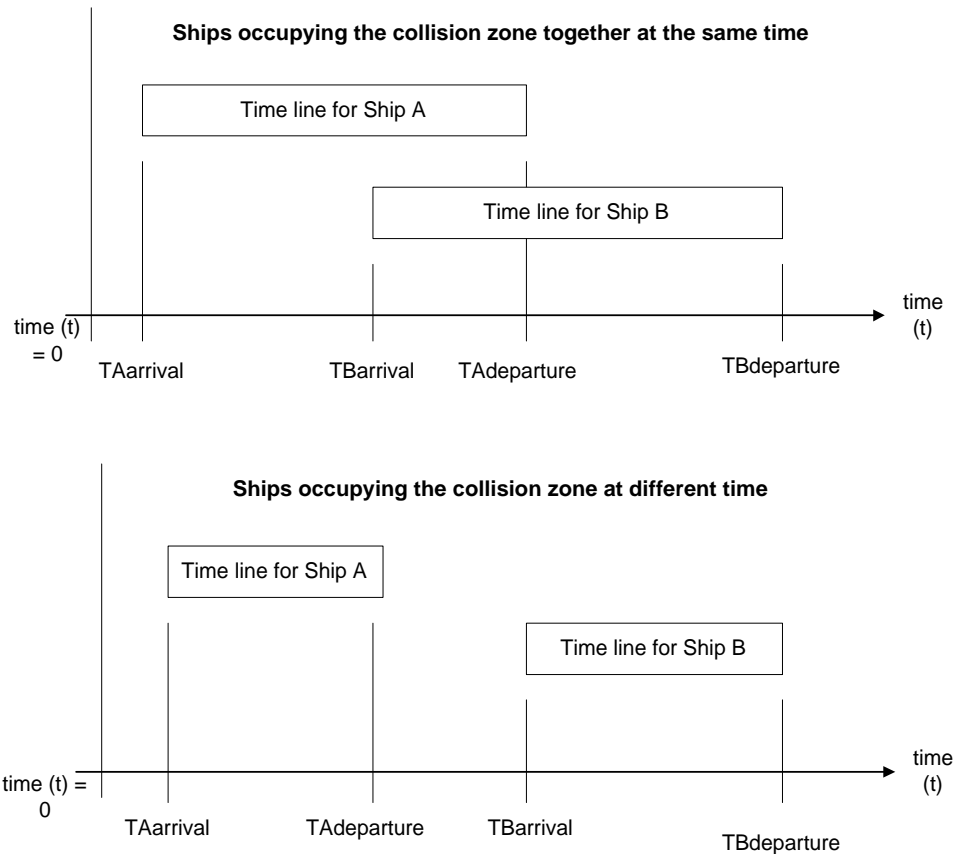 Ships occupying the collision zone together at the same time
Time line for Ship A
Time line for Ship B
time (t)
= 0
time
(t)
TAarrival
TBarrival
TAdeparture
TBdeparture
Ships occupying the collision zone at different time
Time line for Ship A
Time line for Ship B
time (t) =
0
time
(t)
TAarrival
TAdeparture
TBarrival
TBdeparture